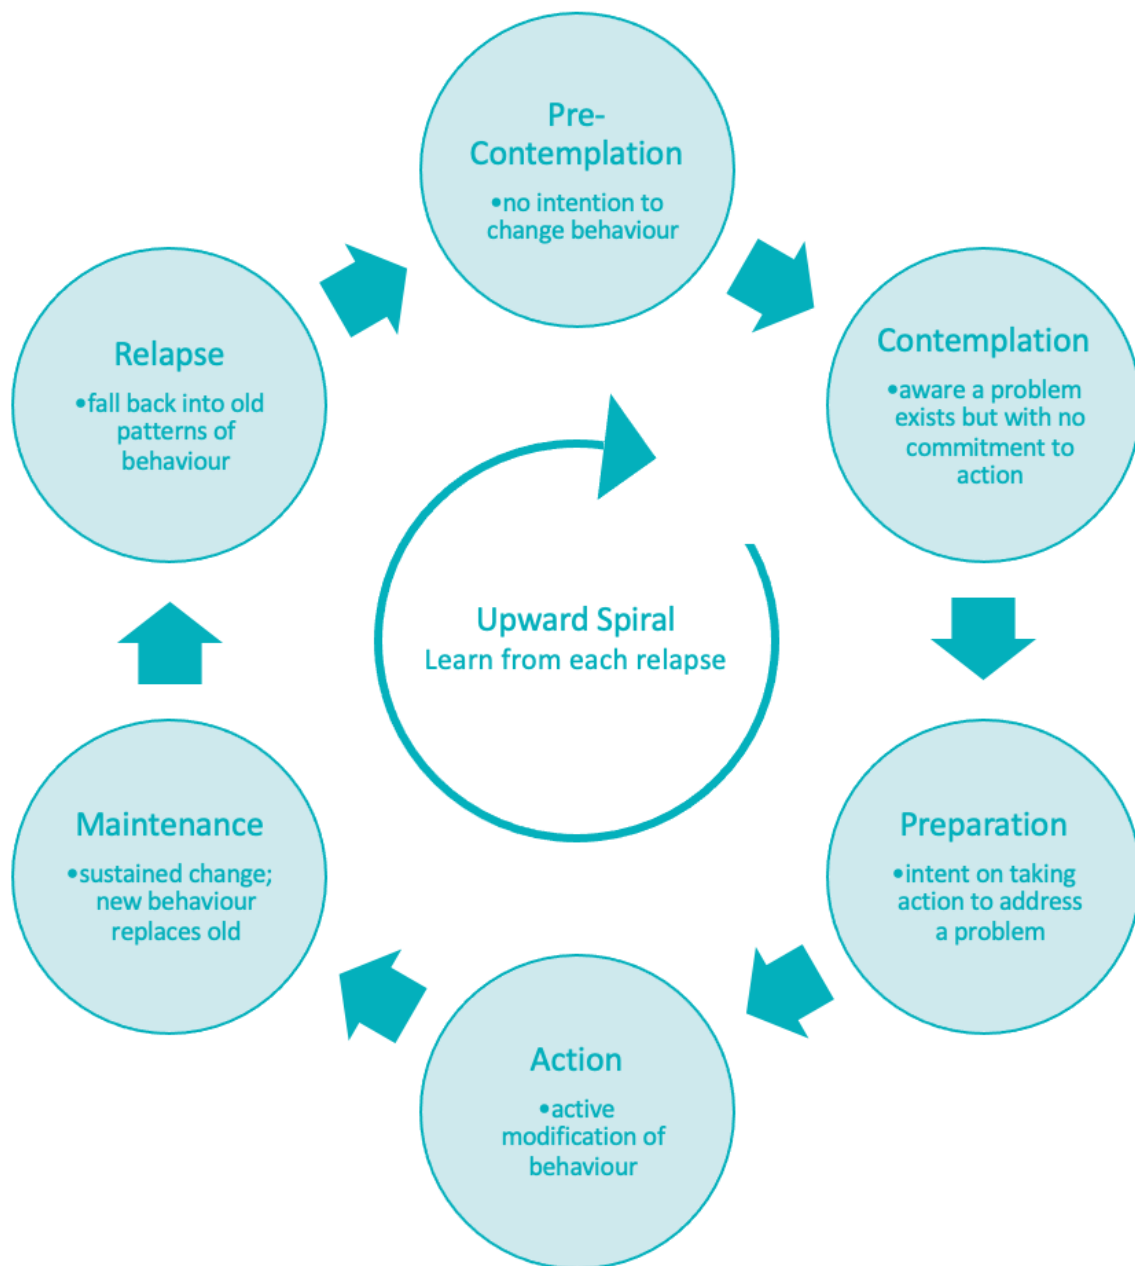 Pre-
Contemplation
•no intention to
change behaviour
Contemplation
•aware a problem
exists but with no
commitment to
action
Preparation
•intent on taking
action to address
a problem
Action
•active
modification of
behaviour
Maintenance
•sustained change;
new behaviour
replaces old
Relapse
•fall back into old
patterns of
behaviour
Upward Spiral
Learn from each relapse